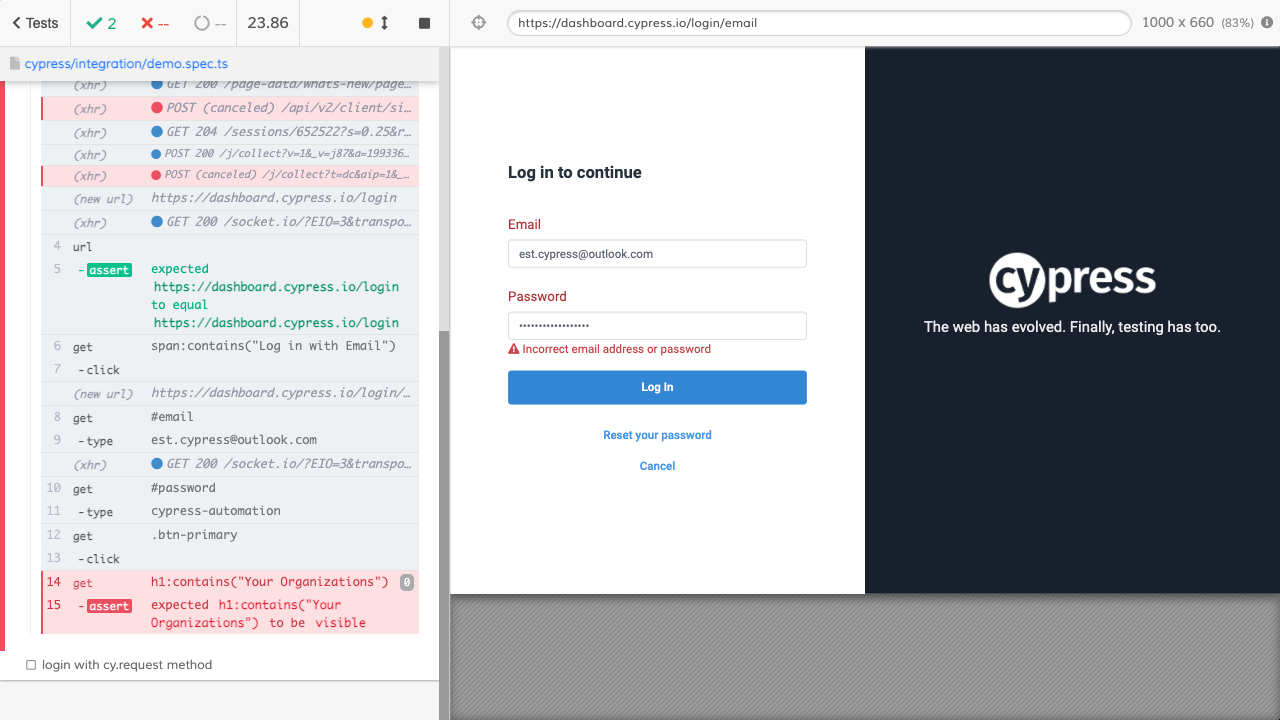 Tests
2
--
--
23.86
https://dashboard.cypress.io/login/email
1000 x 660 (83%)
cypress/integration/demo.spec.ts
(xhr) GET 200 /page-data/whats-new/page…
(xhr) POST (canceled) /api/v2/client/si…
(xhr) GET 204 /sessions/652522?s=0.25&r…
(xhr) POST 200 /j/collect?v=1&_v=j87&a=199336…
(xhr) POST (canceled) /j/collect?t=dc&aip=1&_…
(new url) https://dashboard.cypress.io/login
(xhr) GET 200 /socket.io/?EIO=3&transpo…
4 url
5 -assert expected
https://dashboard.cypress.io/login
to equal
https://dashboard.cypress.io/login
6 get span:contains("Log in with Email")
7 -click
(new url) https://dashboard.cypress.io/login/…
8 get #email
9 -type est.cypress@outlook.com
(xhr) GET 200 /socket.io/?EIO=3&transpo…
10 get #password
11 -type cypress-automation
12 get .btn-primary
13 -click
14 get h1:contains("Your Organizations") 0
15 -assert expected h1:contains("Your
Organizations") to be visible
login with cy.request method
Log in to continue
Email
est.cypress@outlook.com
Password
••••••••••••••••••
Incorrect email address or password
Log In
Reset your password
Cancel
cypress
The web has evolved. Finally, testing has too.